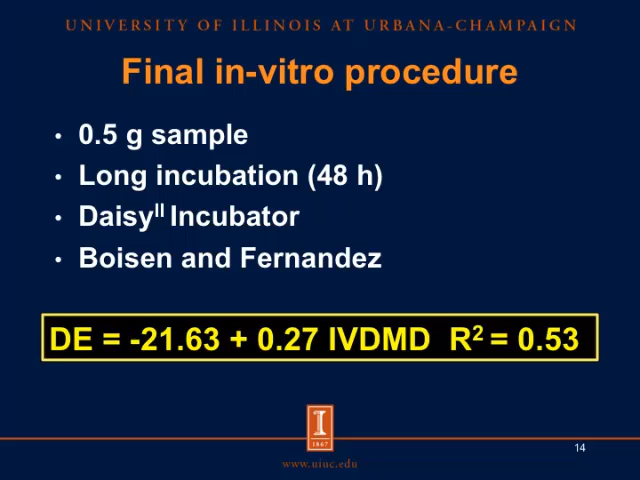 UNIVERSITY OF ILLINOIS AT URBANA-CHAMPAIGN
Final in-vitro procedure
• 0.5 g sample
• Long incubation (48 h)
• Daisyᴵᴵ Incubator
• Boisen and Fernandez
DE = -21.63 + 0.27 IVDMD R² = 0.53
I
1867
14
www.uiuc.edu